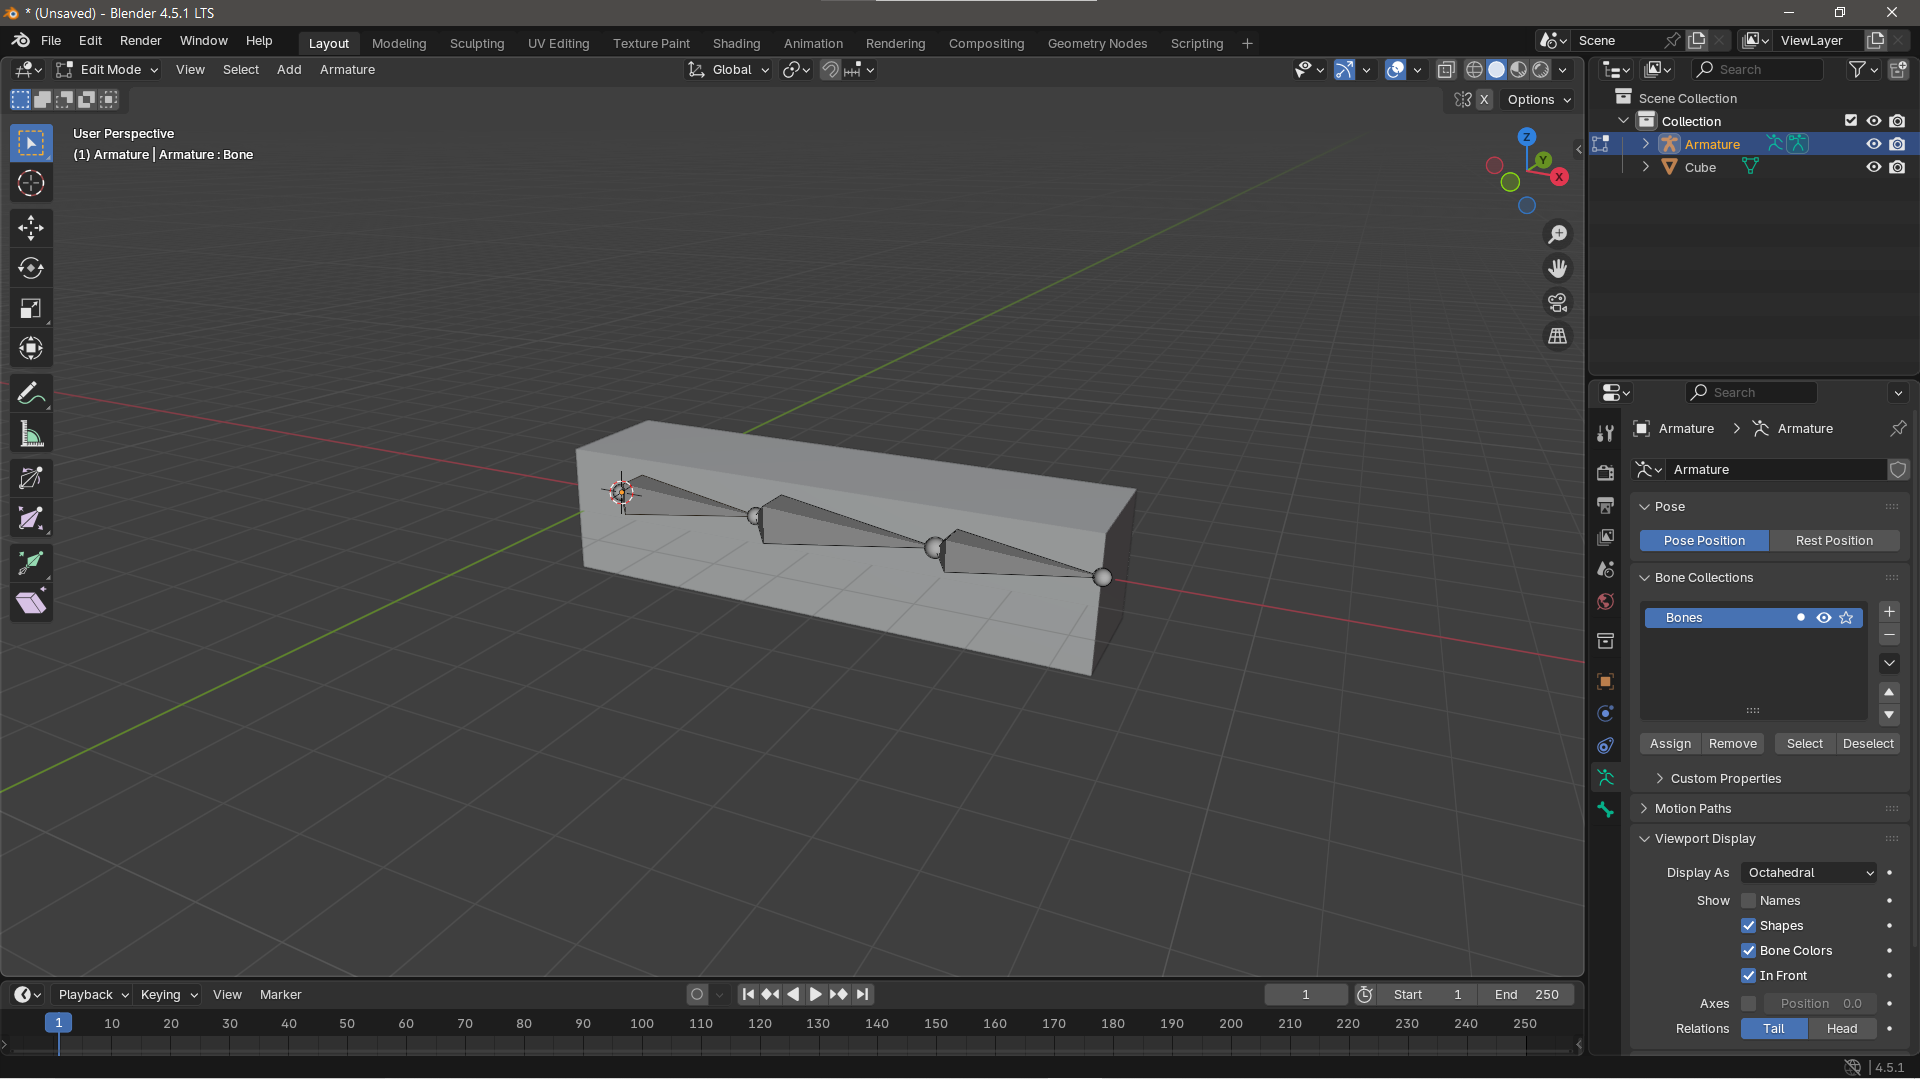 * (Unsaved) - Blender 4.5.1 LTS
File Edit Render Window Help Layout Modeling Sculpting UV Editing Texture Paint Shading Animation Rendering Compositing Geometry Nodes Scripting + Scene ViewLayer
Edit Mode View Select Add Armature Global Search
X Options
User Perspective
(1) Armature | Armature : Bone
Z
Y
X
Scene Collection
Collection
Armature
Cube
Search
Armature > Armature
Armature
Pose
Pose Position Rest Position
Bone Collections
Bones
Assign Remove Select Deselect
Custom Properties
Motion Paths
Viewport Display
Display As Octahedral
Show Names
Shapes
Bone Colors
In Front
Axes Position 0.0
Relations Tail Head
Playback Keying View Marker 1 Start 1 End 250
1 10 20 30 40 50 60 70 80 90 100 110 120 130 140 150 160 170 180 190 200 210 220 230 240 250
4.5.1